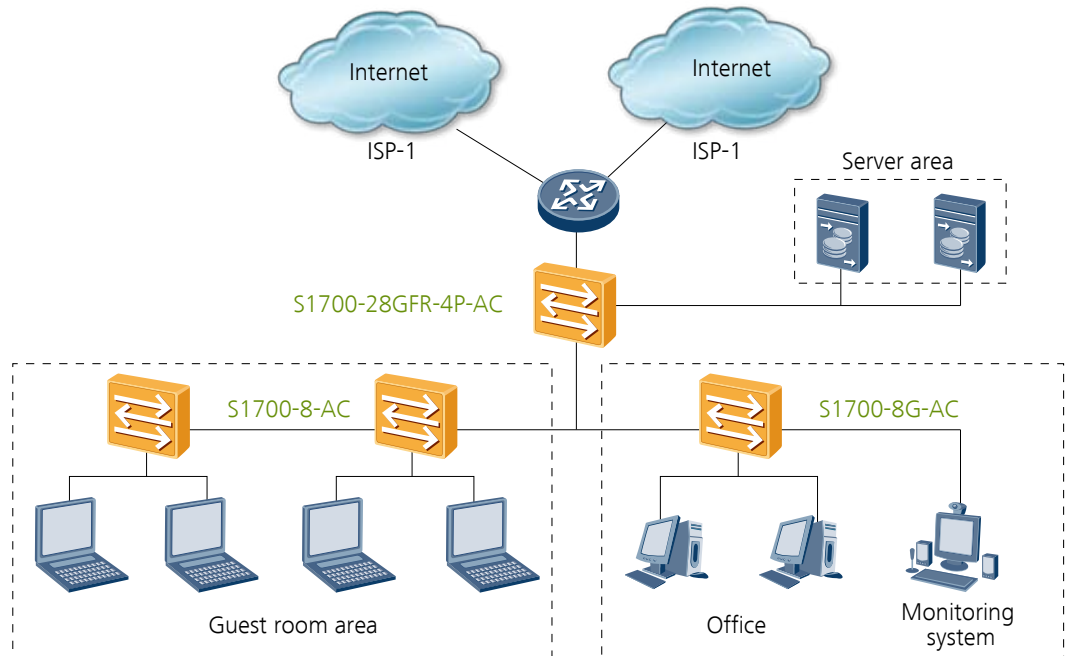 Internet
Internet
ISP-1
ISP-1
Server area
S1700-28GFR-4P-AC
S1700-8-AC
S1700-8G-AC
Guest room area
Office
Monitoring
system